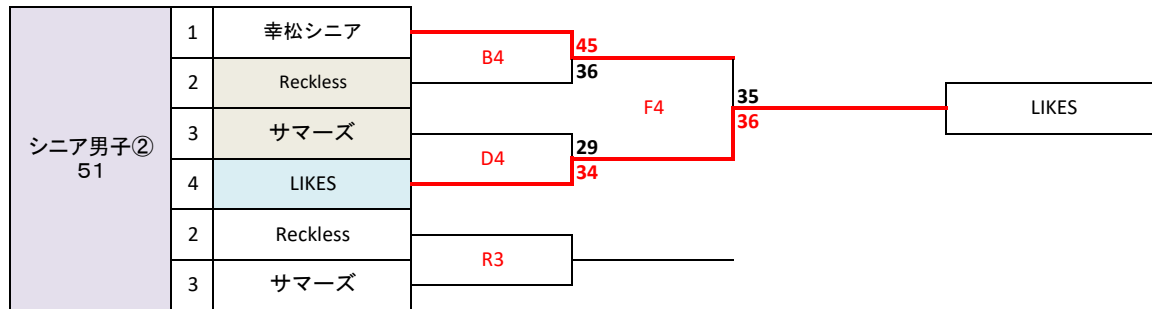 1 幸松シニア
B4
45
36
2 Reckless
F4
35
36
LIKES
シニア男子②
51
3 サマーズ
D4
29
34
4 LIKES
2 Reckless
R3
3 サマーズ